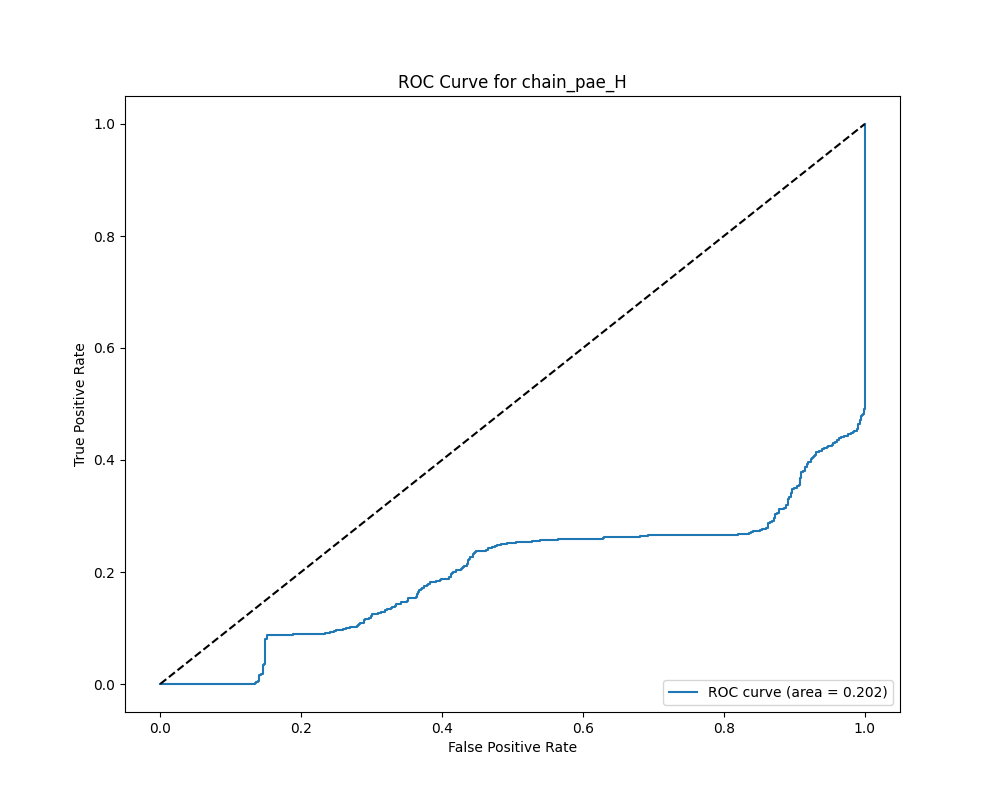 ROC Curve for chain_pae_H
True Positive Rate
1.0
0.8
0.6
0.4
0.2
0.0
0.0 0.2 0.4 0.6 0.8 1.0
False Positive Rate
ROC curve (area = 0.202)